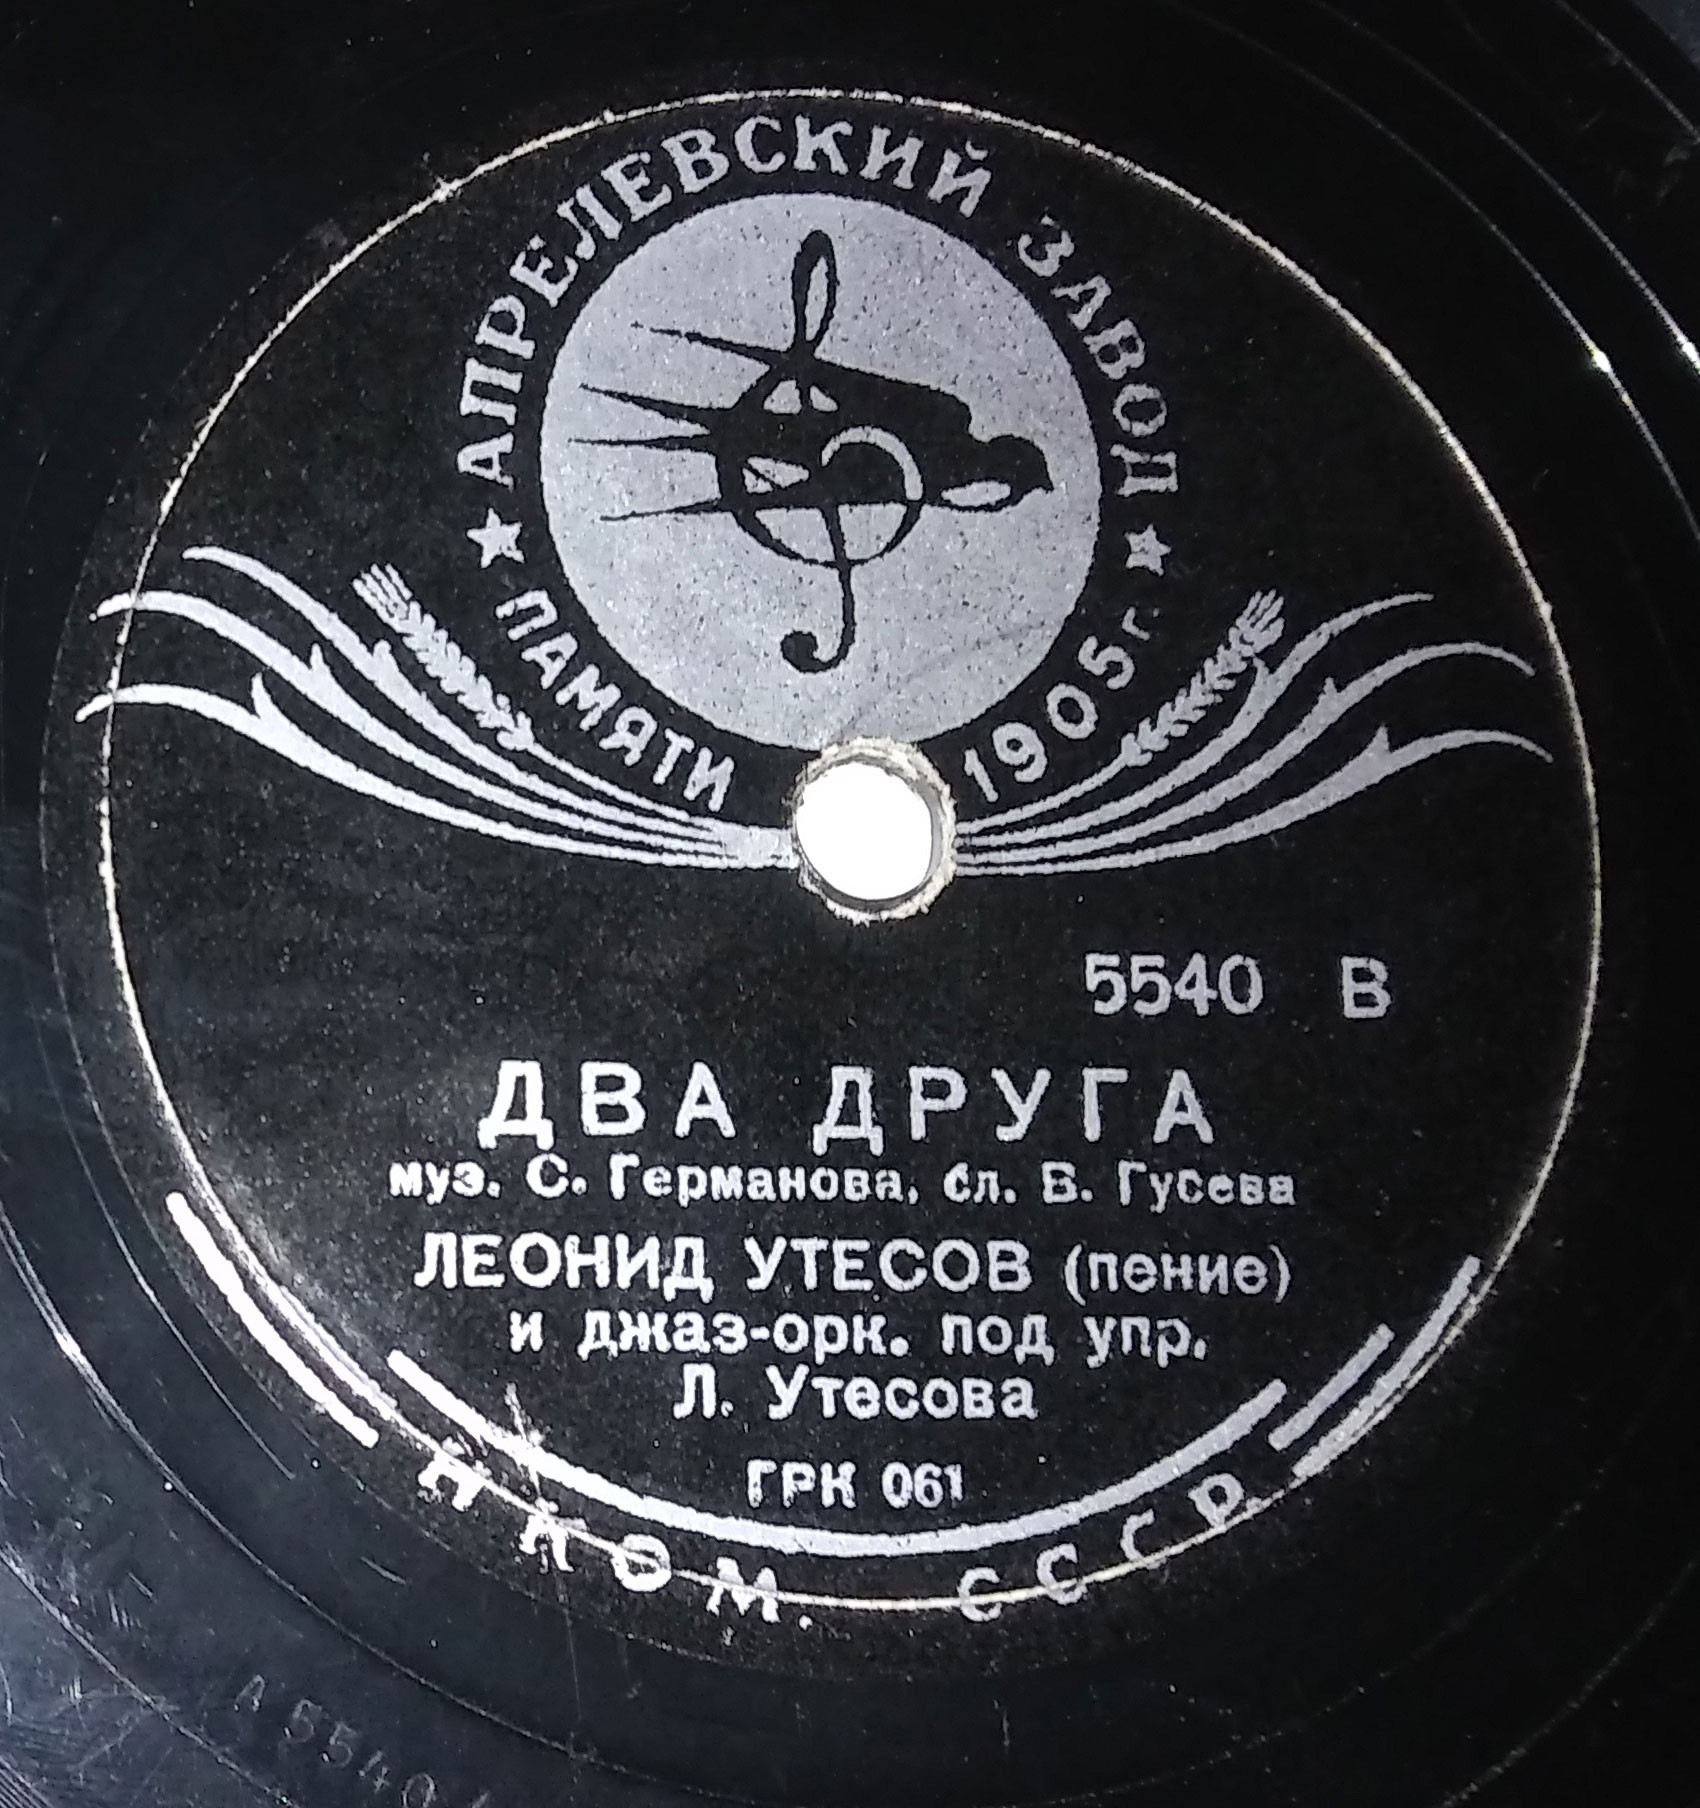 АПРЕЛЕВСКИЙ ЗАВОД
ПАМЯТИ 1905 г.
5540 В
ДВА ДРУГА
муз. С. Германова, сл. В. Гусева
ЛЕОНИД УТЕСОВ (пение)
и джаз-орк. под упр.
Л. Утесова
ГРК 061
СССР
А 5540